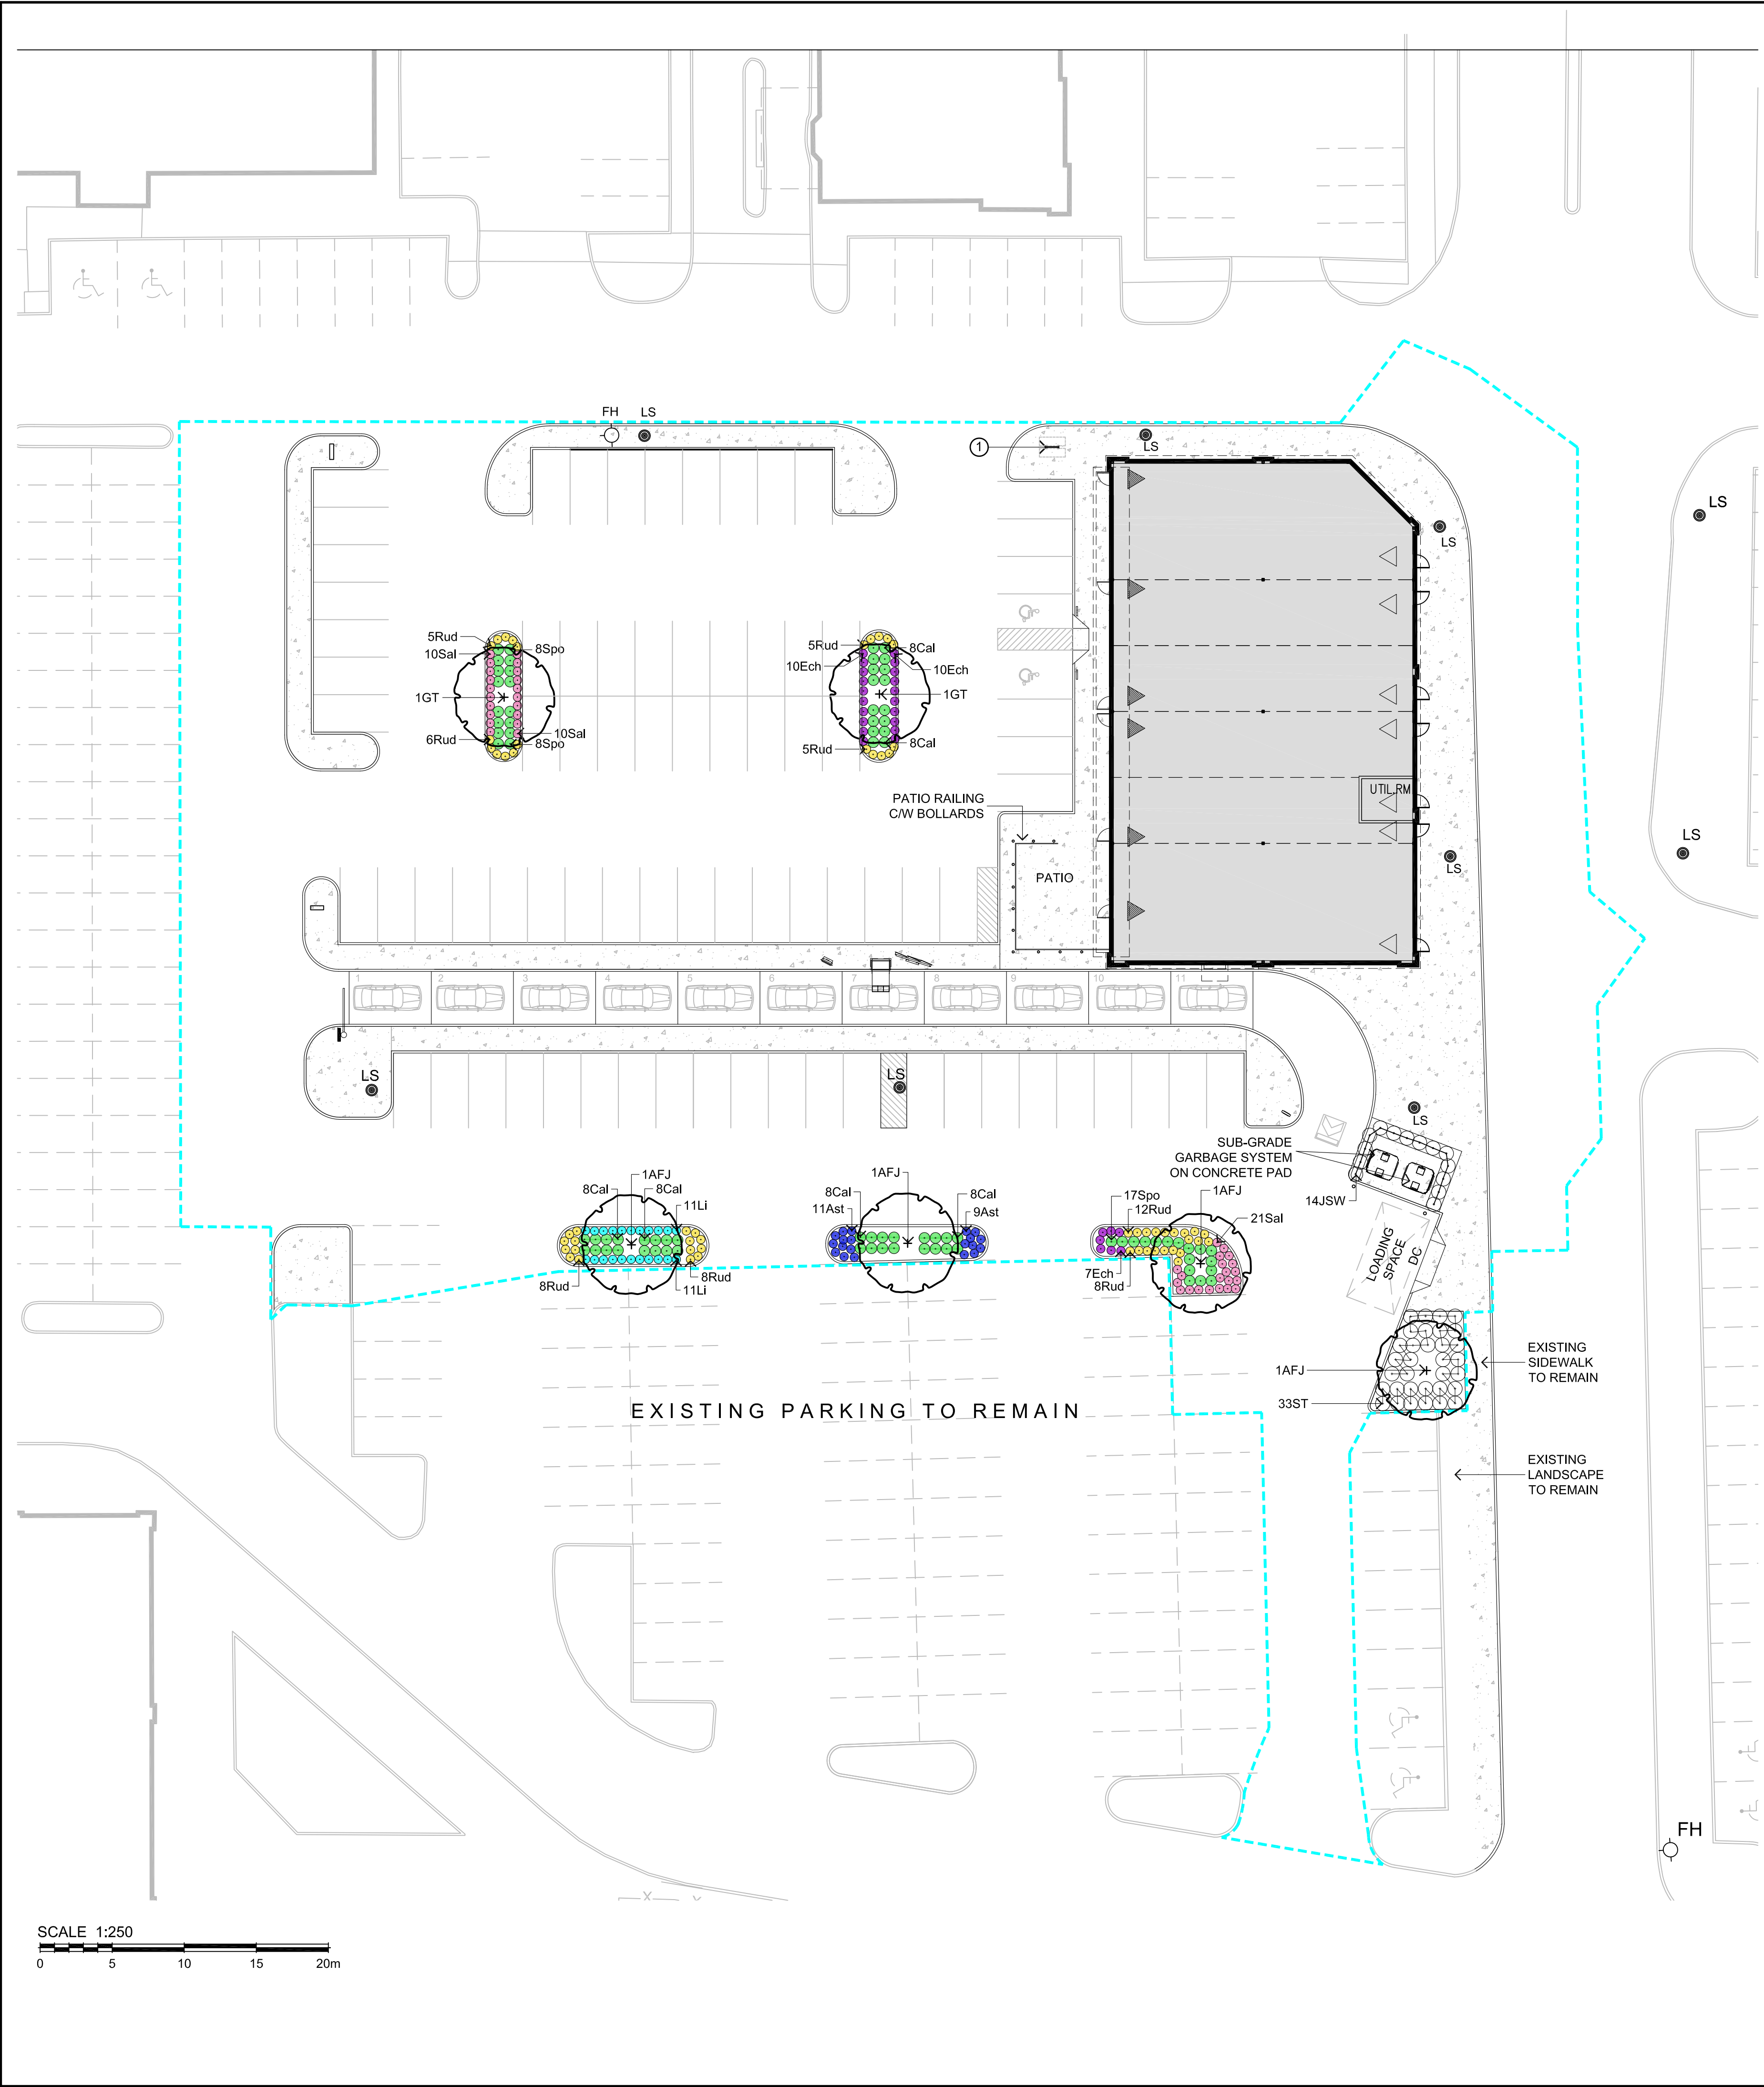 FH
LS
1
LS
LS
LS
5Rud
10Sal
8Spo
1GT
10Sal
6Rud
8Spo
5Rud
8Cal
10Ech
10Ech
1GT
5Rud
8Cal
PATIO RAILING
C/W BOLLARDS
UTIL.RM
PATIO
LS
LS
1
2
3
4
5
6
7
8
9
10
11
LS
LS
LS
SUB-GRADE
GARBAGE SYSTEM
ON CONCRETE PAD
14JSW
1AFJ
8Cal
8Cal
11Li
8Rud
8Rud
11Li
1AFJ
8Cal
8Cal
11Ast
9Ast
17Spo
1AFJ
12Rud
21Sal
7Ech
8Rud
LOADING
SPACE
DC
1AFJ
33ST
EXISTING
SIDEWALK
TO REMAIN
EXISTING PARKING TO REMAIN
EXISTING
LANDSCAPE
TO REMAIN
FH
SCALE 1:250
0 5 10 15 20m